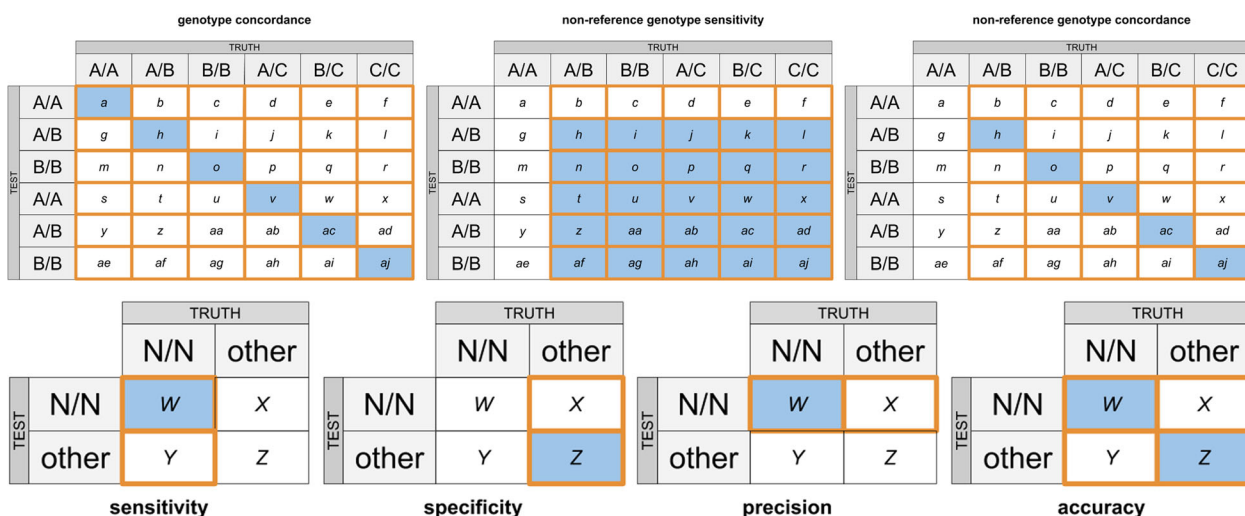 genotype concordance
TRUTH
A/A A/B B/B A/C B/C C/C
TEST
A/A a b c d e f
A/B g h i j k l
B/B m n o p q r
A/A s t u v w x
A/B y z aa ab ac ad
B/B ae af ag ah ai aj
non-reference genotype sensitivity
TRUTH
A/A A/B B/B A/C B/C C/C
TEST
A/A a b c d e f
A/B g h i j k l
B/B m n o p q r
A/A s t u v w x
A/B y z aa ab ac ad
B/B ae af ag ah ai aj
non-reference genotype concordance
TRUTH
A/A A/B B/B A/C B/C C/C
TEST
A/A a b c d e f
A/B g h i j k l
B/B m n o p q r
A/A s t u v w x
A/B y z aa ab ac ad
B/B ae af ag ah ai aj
TRUTH
N/N other
TEST
N/N W X
other Y Z
sensitivity
TRUTH
N/N other
TEST
N/N W X
other Y Z
specificity
TRUTH
N/N other
TEST
N/N W X
other Y Z
precision
TRUTH
N/N other
TEST
N/N W X
other Y Z
accuracy